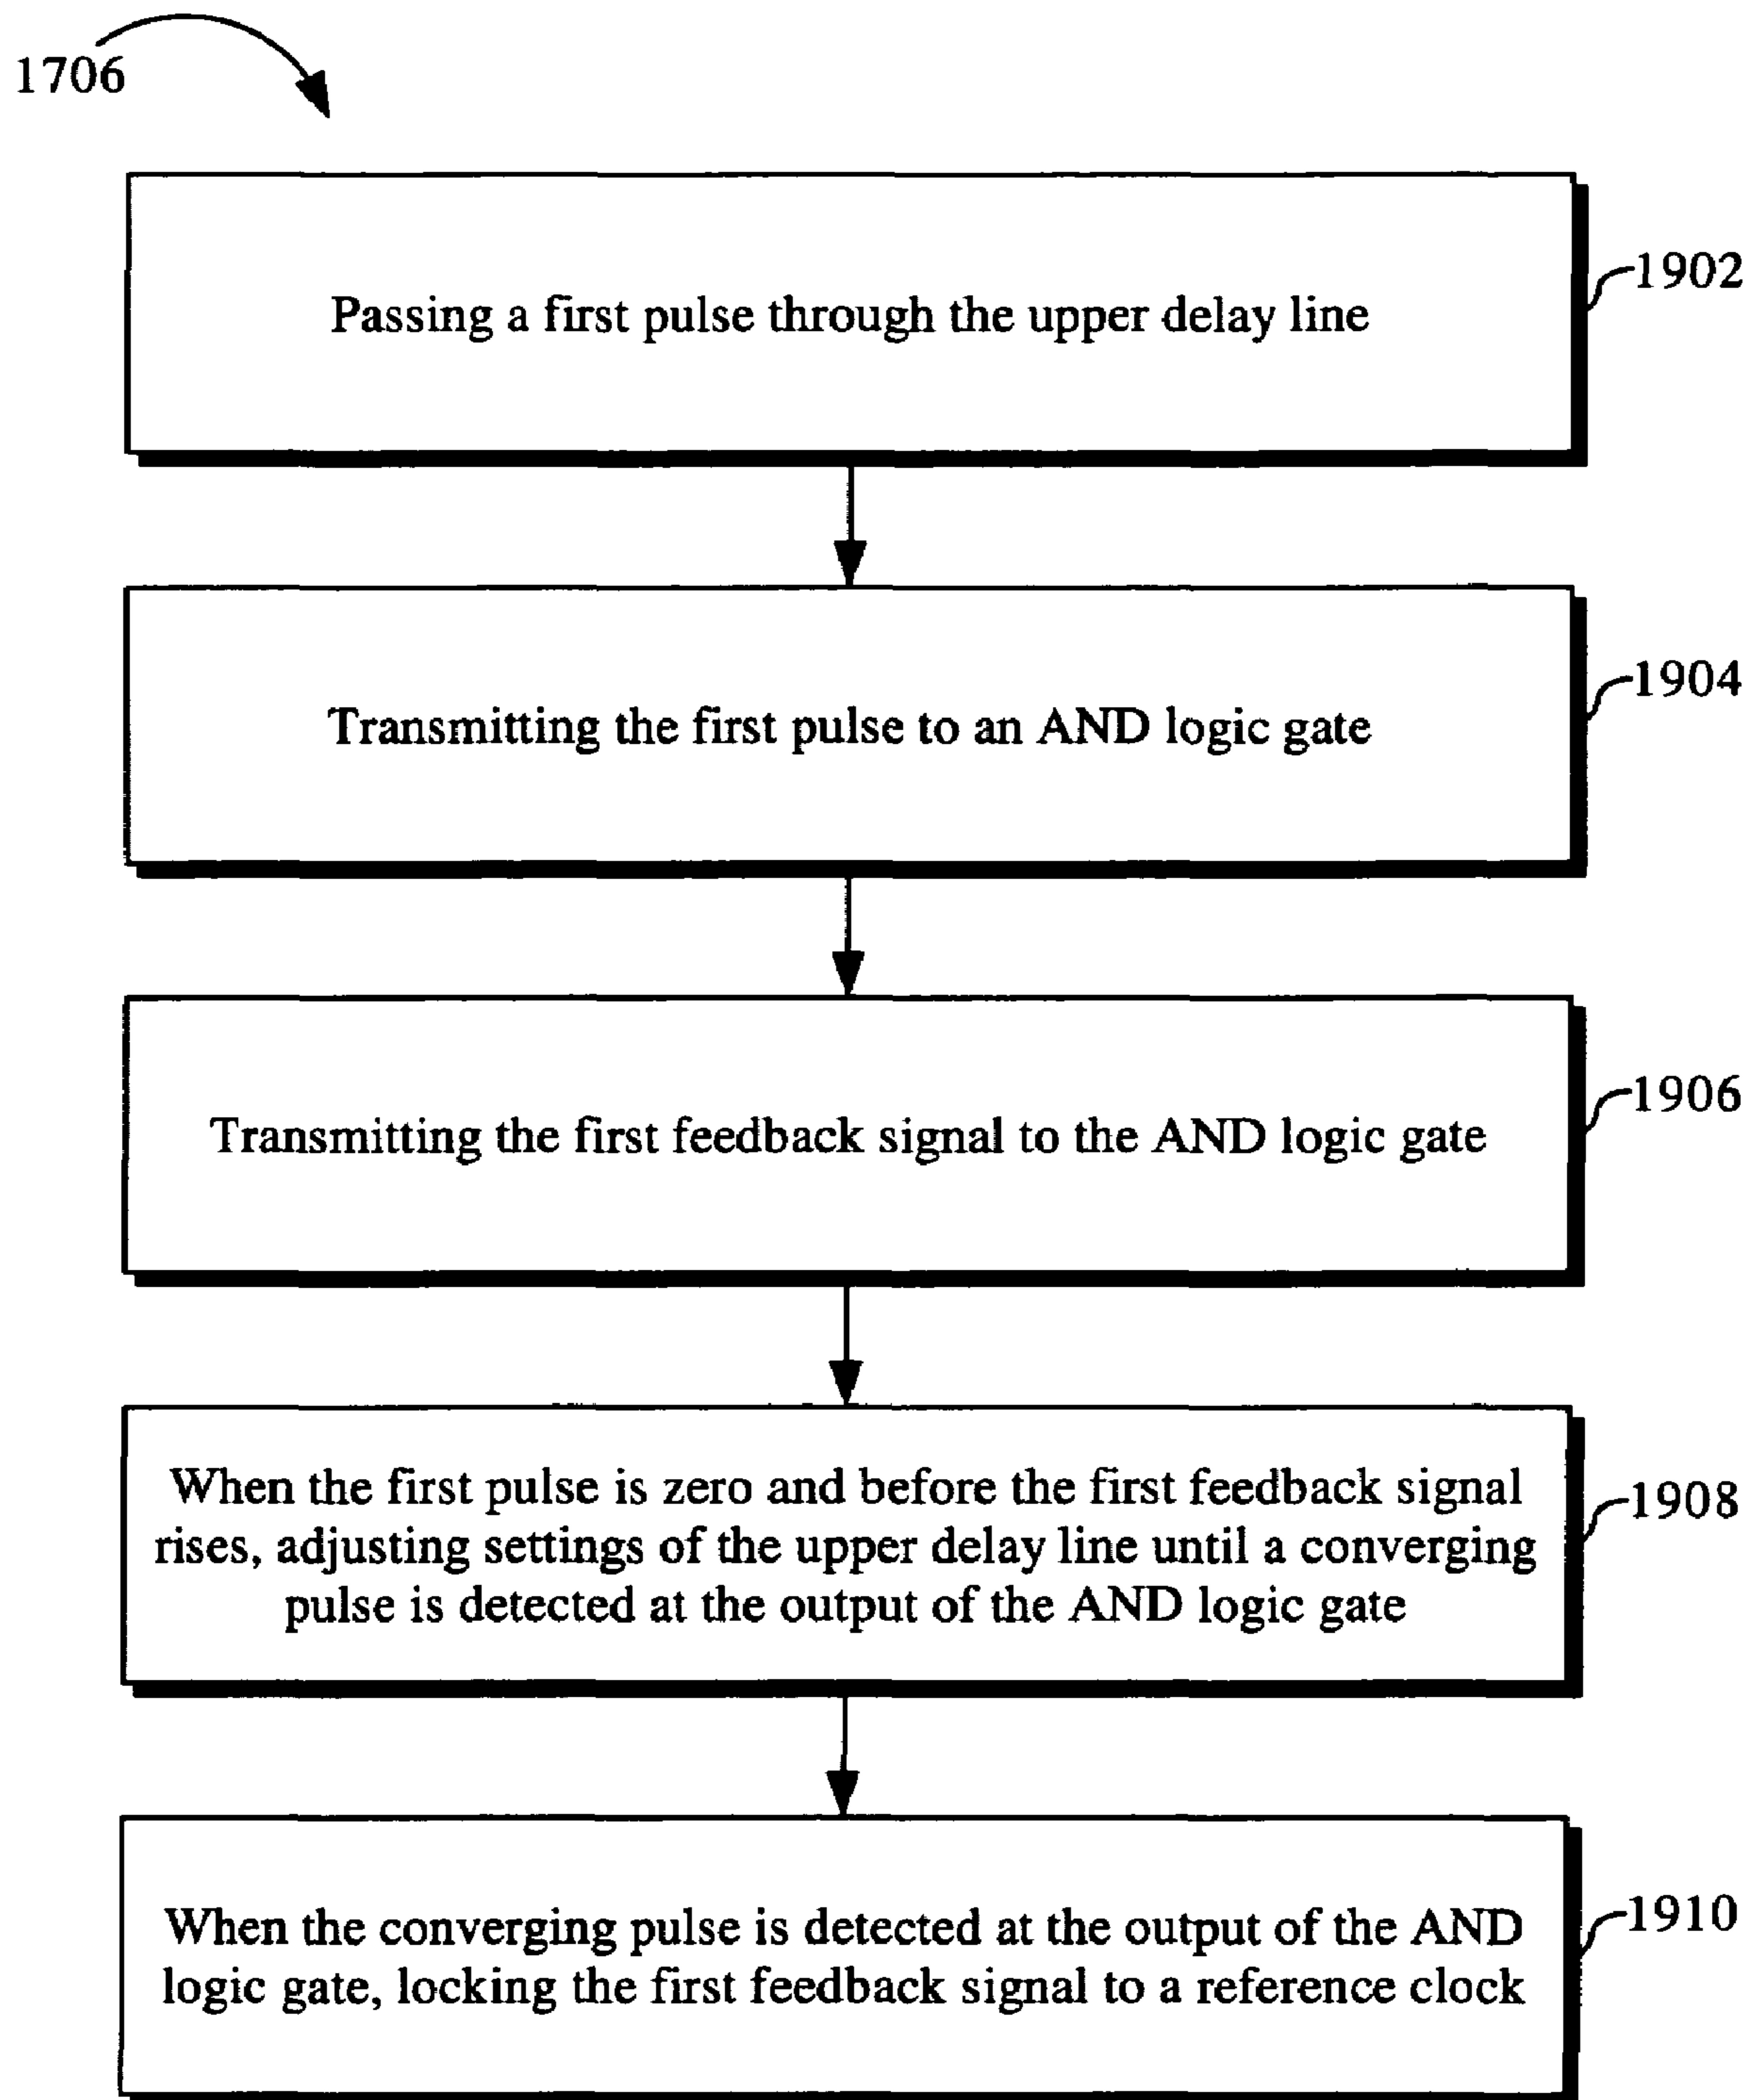 1706
Passing a first pulse through the upper delay line
1902
Transmitting the first pulse to an AND logic gate
1904
Transmitting the first feedback signal to the AND logic gate
1906
When the first pulse is zero and before the first feedback signal
rises, adjusting settings of the upper delay line until a converging
pulse is detected at the output of the AND logic gate
1908
When the converging pulse is detected at the output of the AND
logic gate, locking the first feedback signal to a reference clock
1910